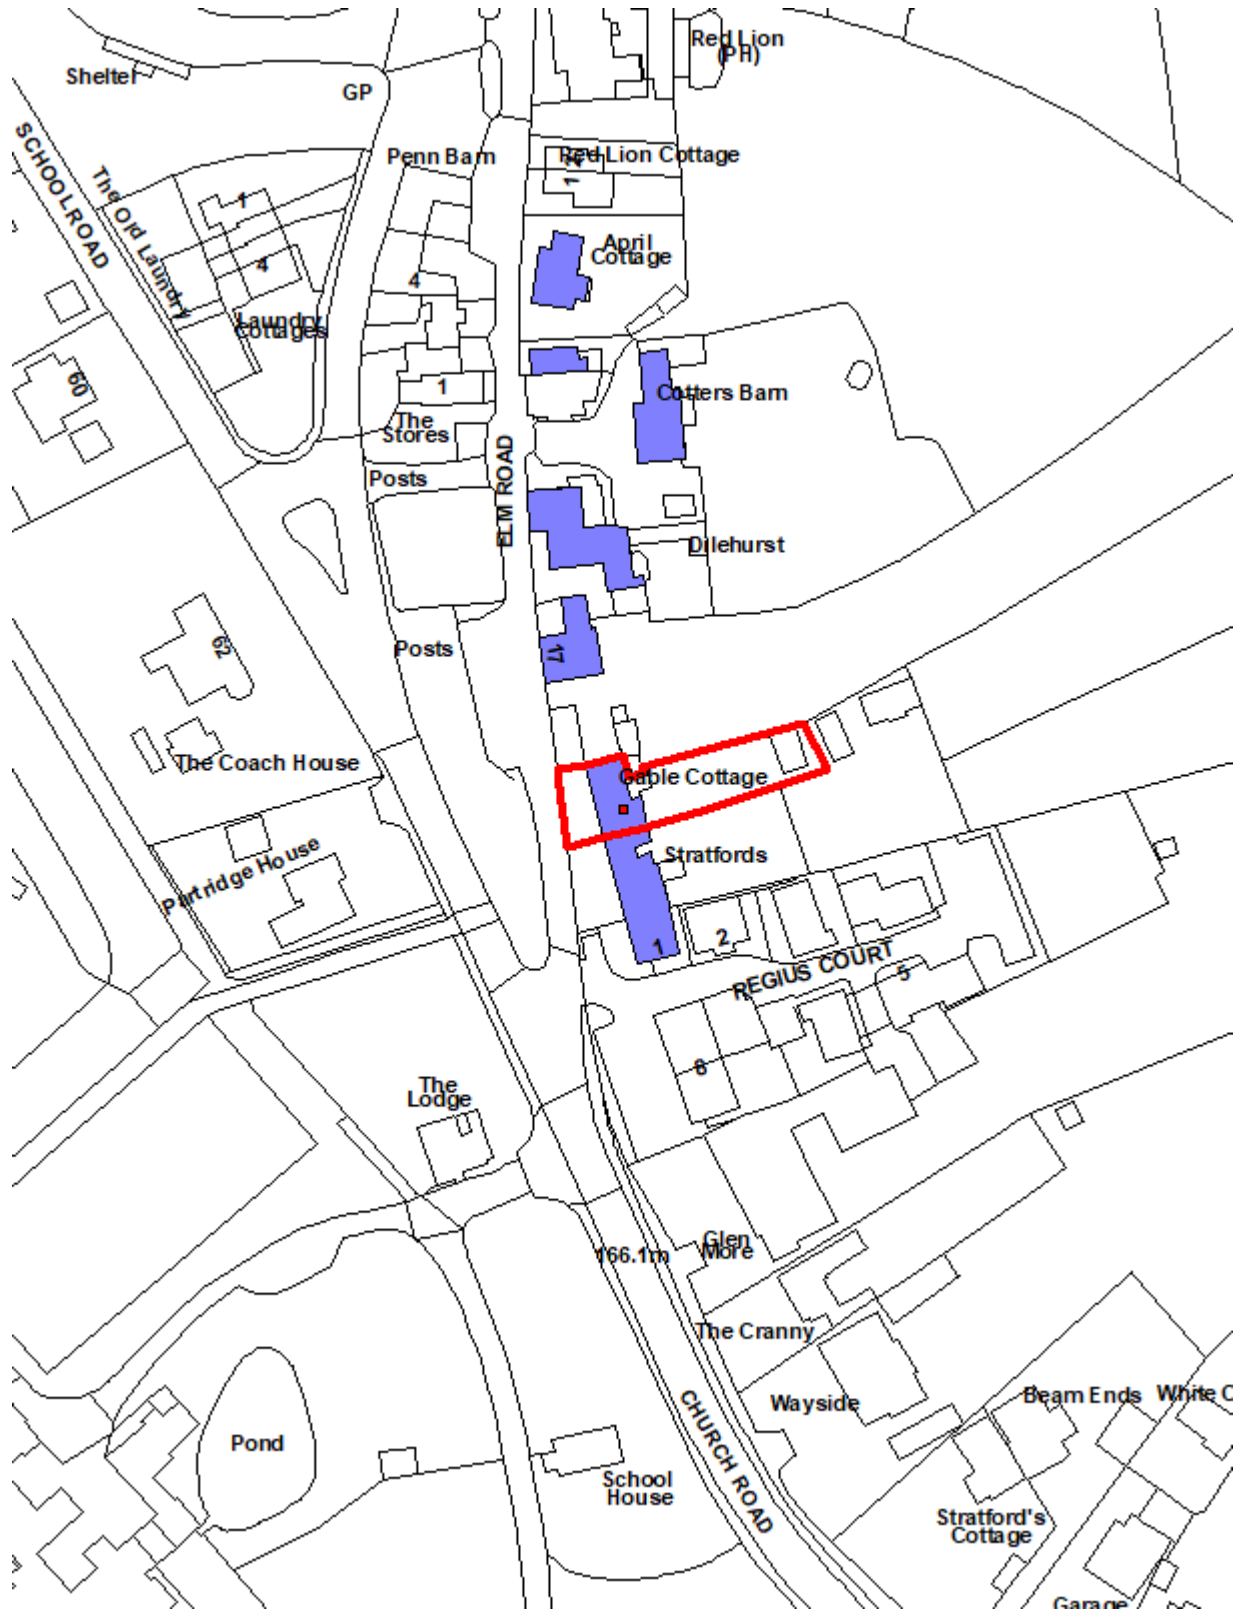 Red Lion
(PH)
Shelter
GP
SCHOOL ROAD
Penn Barn
Red Lion Cottage
1
2
The Old Laundry
1
4
April
Cottage
4
Laundry
Cottages
60
1
Cotters Barn
The
Stores
ELM ROAD
Posts
Dilehurst
62
Posts
17
The Coach House
Gable Cottage
Partridge House
Stratfords
1
2
REGIUS COURT
5
6
The
Lodge
Glen
More
166.1m
The Cranny
CHURCH ROAD
Wayside
Beam Ends
White C
Pond
School
House
Stratford's
Cottage
Garage